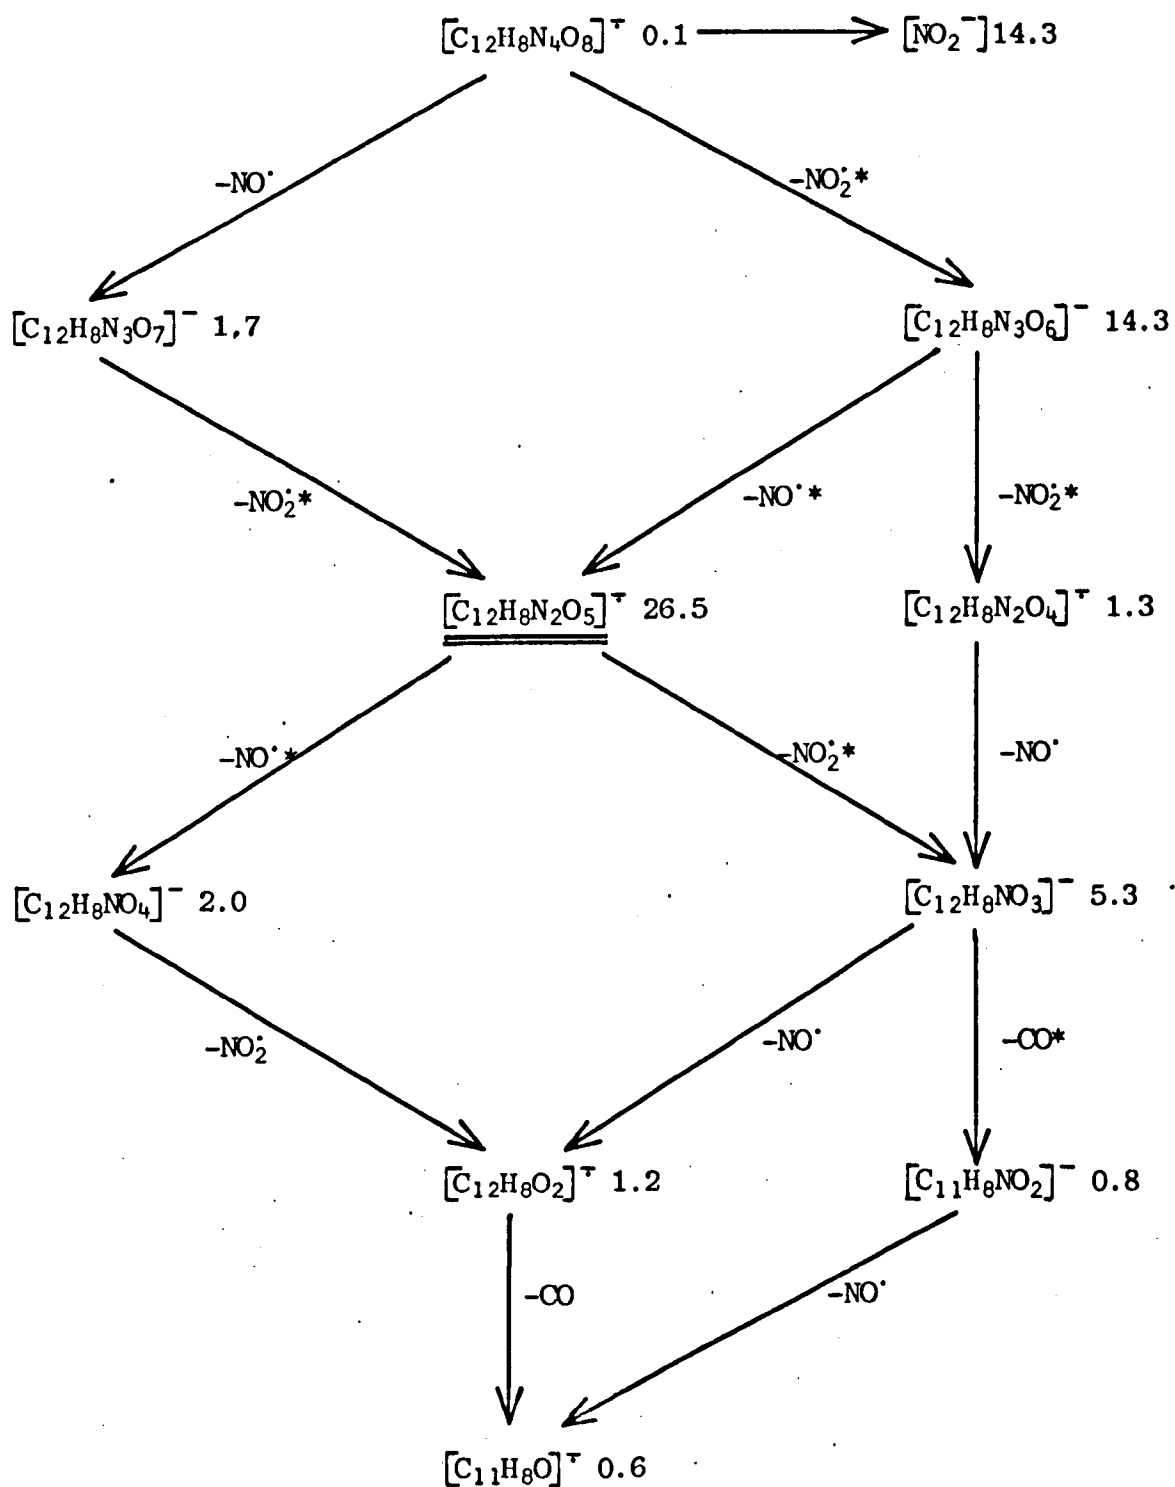 [C₁₂H₈N₄O₈]⨪ 0.1 [NO₂⁻] 14.3
-NO˙ -NO₂˙*
[C₁₂H₈N₃O₇]⁻ 1,7 [C₁₂H₈N₃O₆]⁻ 14.3
-NO₂˙* -NO˙* -NO₂˙*
[C₁₂H₈N₂O₅]⨪ 26.5 [C₁₂H₈N₂O₄]⨪ 1.3
-NO˙* -NO₂˙* -NO˙
[C₁₂H₈NO₄]⁻ 2.0 [C₁₂H₈NO₃]⁻ 5.3
-NO₂˙ -NO˙ -CO*
[C₁₂H₈O₂]⨪ 1.2 [C₁₁H₈NO₂]⁻ 0.8
-CO -NO˙
[C₁₁H₈O]⨪ 0.6